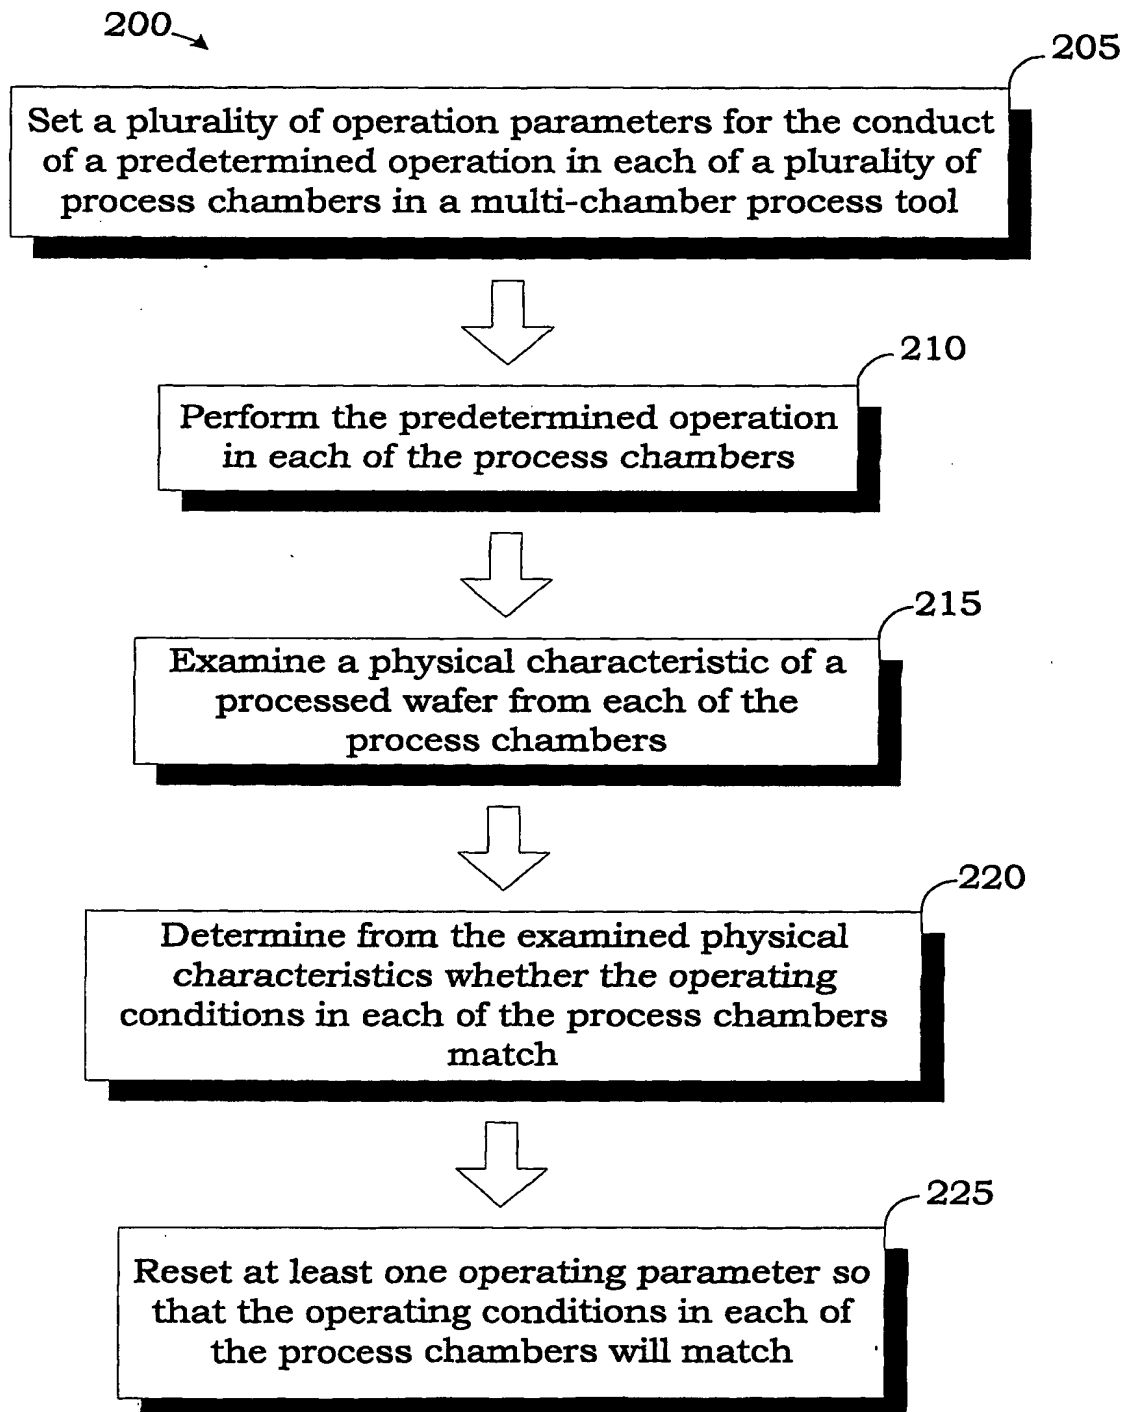 200
205
Set a plurality of operation parameters for the conduct
of a predetermined operation in each of a plurality of
process chambers in a multi-chamber process tool
210
Perform the predetermined operation
in each of the process chambers
215
Examine a physical characteristic of a
processed wafer from each of the
process chambers
220
Determine from the examined physical
characteristics whether the operating
conditions in each of the process chambers
match
225
Reset at least one operating parameter so
that the operating conditions in each of
the process chambers will match